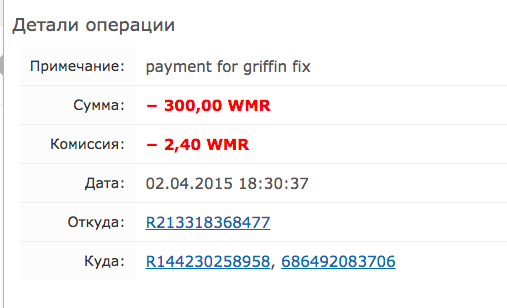 Детали операции
Примечание: payment for griffin fix
Сумма: − 300,00 WMR
Комиссия: − 2,40 WMR
Дата: 02.04.2015 18:30:37
Откуда: R213318368477
Куда: R144230258958, 686492083706